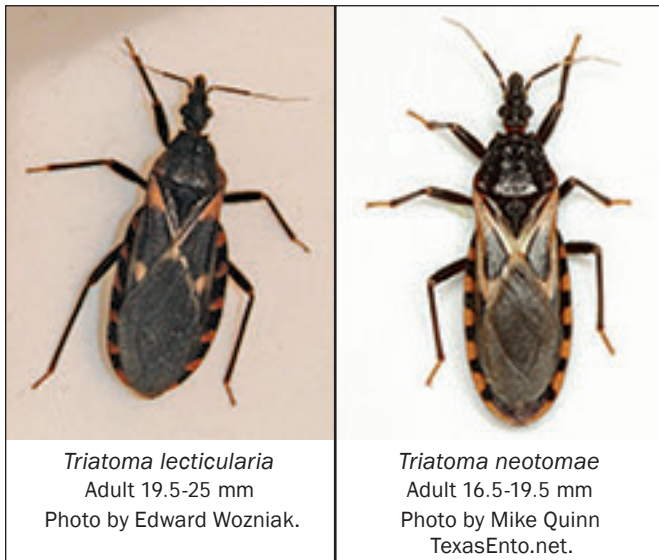 Triatoma lecticularia
Adult 19.5-25 mm
Photo by Edward Wozniak.
Triatoma neotomae
Adult 16.5-19.5 mm
Photo by Mike Quinn
TexasEnto.net.